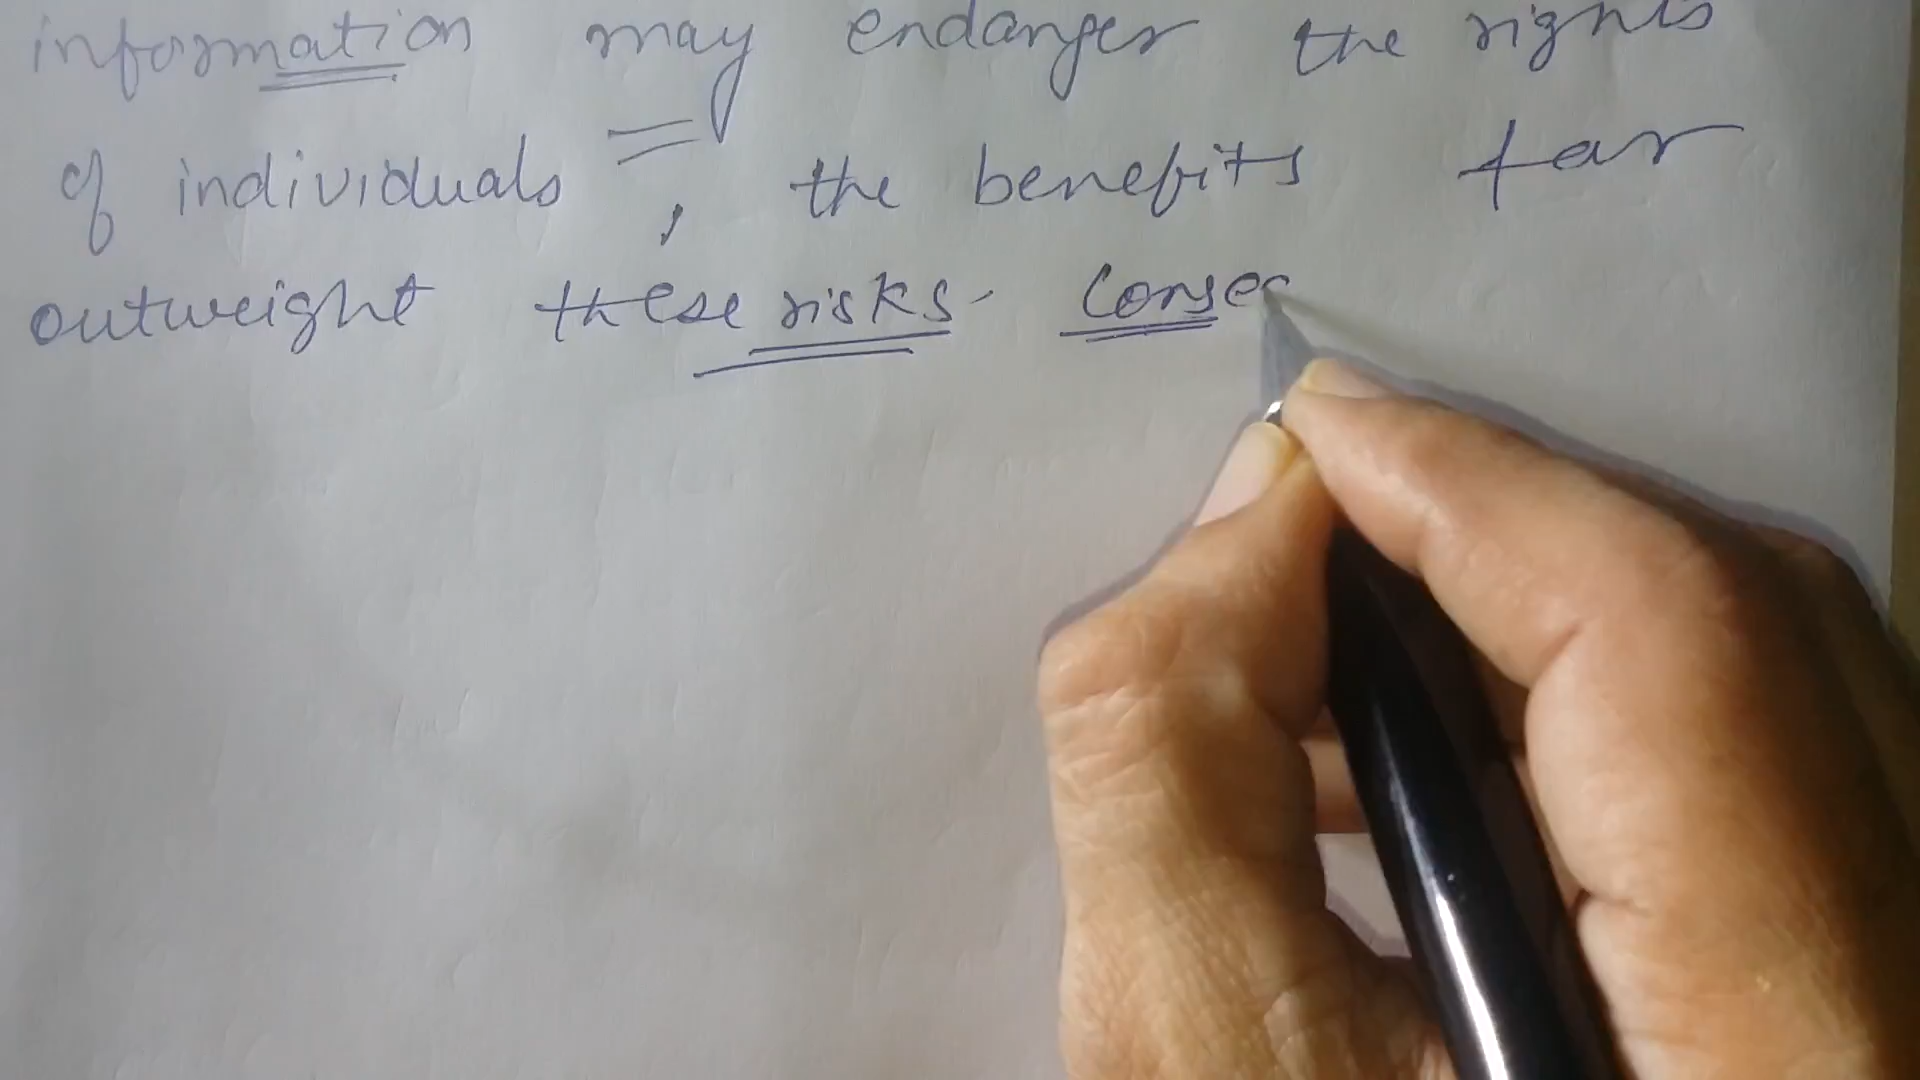 information may endanger the rights
of individuals, the benefits far
outweight these risks. Conse